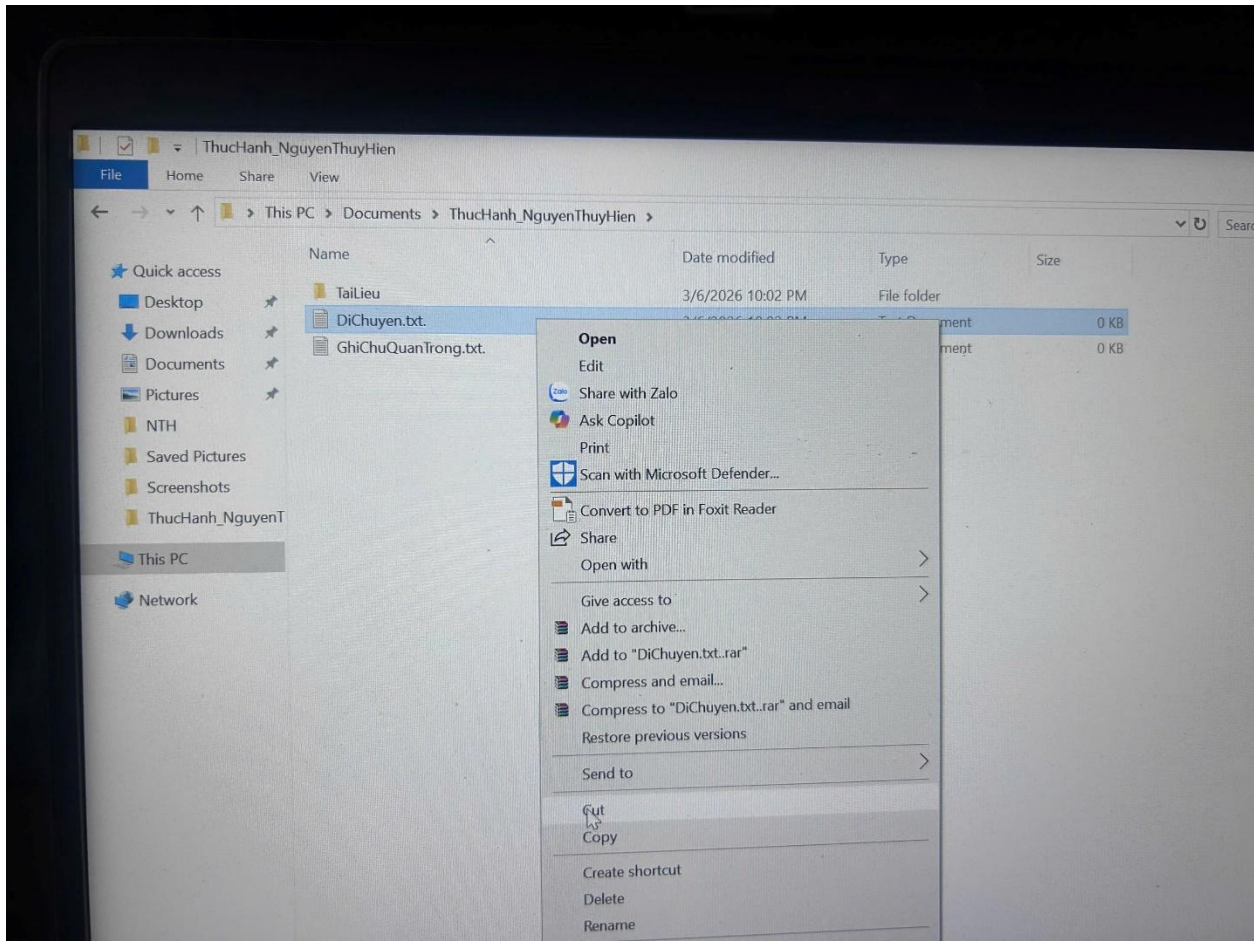 ThucHanh_NguyenThuyHien
File Home Share View
This PC > Documents > ThucHanh_NguyenThuyHien >
Name Date modified Type Size
Quick access
Desktop
Downloads
Documents
Pictures
NTH
Saved Pictures
Screenshots
ThucHanh_NguyenT
This PC
Network
TaiLieu 3/6/2026 10:02 PM File folder
DiChuyen.txt. ment 0 KB
GhiChuQuanTrong.txt. ment 0 KB
Open
Edit
Zalo Share with Zalo
Ask Copilot
Print
Scan with Microsoft Defender...
Convert to PDF in Foxit Reader
Share
Open with
Give access to
Add to archive...
Add to "DiChuyen.txt..rar"
Compress and email...
Compress to "DiChuyen.txt..rar" and email
Restore previous versions
Send to
Cut
Copy
Create shortcut
Delete
Rename